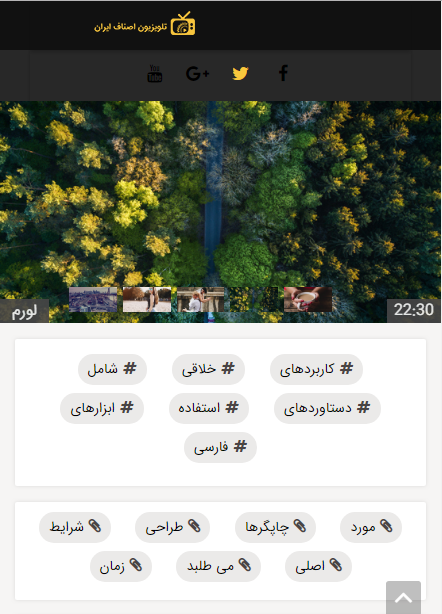 تلویزیون اصناف ایران
You Tube G+ f
22:30 لورم
# کاربردهای # خلاقی # شامل
# دستاوردهای # استفاده # ابزارهای
# فارسی
مورد چاپگرها طراحی شرایط
اصلی می طلبد زمان